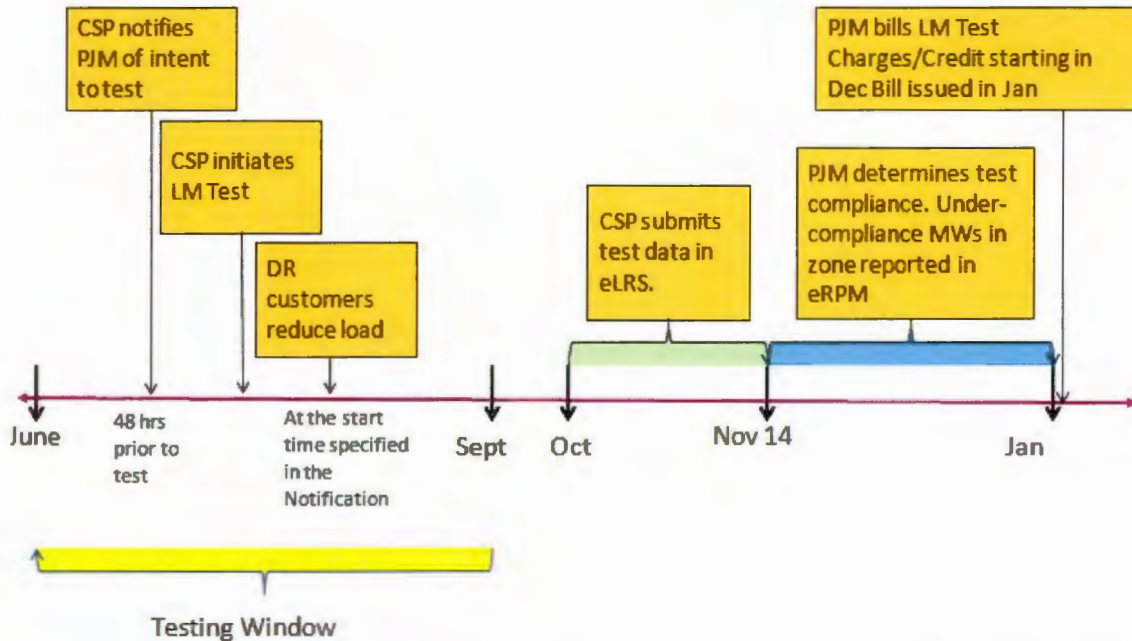 CSP notifies
PJM of intent
to test
CSP initiates
LM Test
DR
customers
reduce load
CSP submits
test data in
eLRS.
PJM bills LM Test
Charges/Credit starting in
Dec Bill issued in Jan
PJM determines test
compliance. Under-
compliance MWs in
zone reported in
eRPM
June
48 hrs
prior to
test
At the start
time specified
in the
Notification
Sept
Oct
Nov 14
Jan
Testing Window